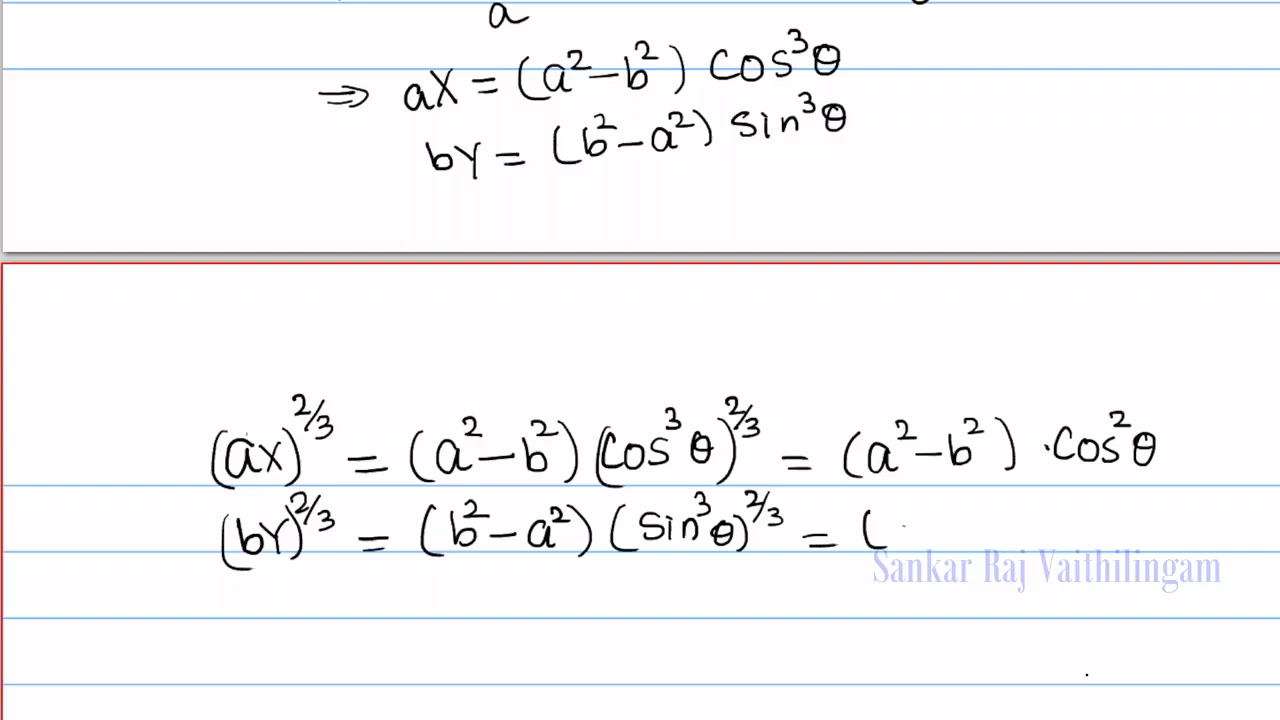 a
⇒ aX = (a²-b²) cos³θ
bY = (b²-a²) sin³θ
(ax)^2/3 = (a²-b²)(cos³θ)^2/3 = (a²-b²) ·cos²θ
(bY)^2/3 = (b²-a²)(sin³θ)^2/3 = (
Sankar Raj Vaithilingam